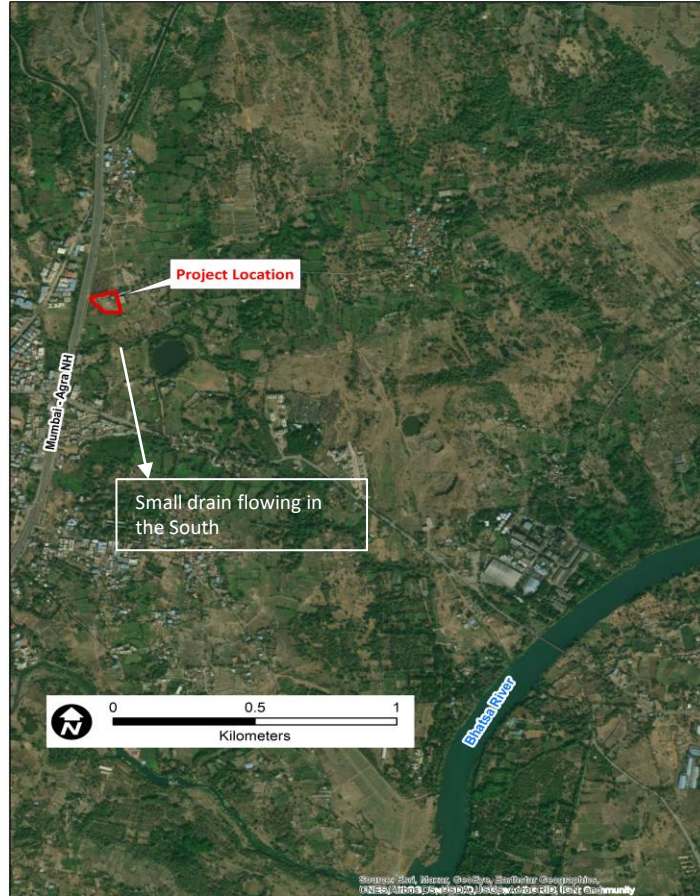 Project Location
Mumbai - Agra NH
Small drain flowing in
the South
0 0.5 1
Kilometers
N
Bhatsa River
Source: Esri, Maxar, GeoEye, Earthstar Geographics,